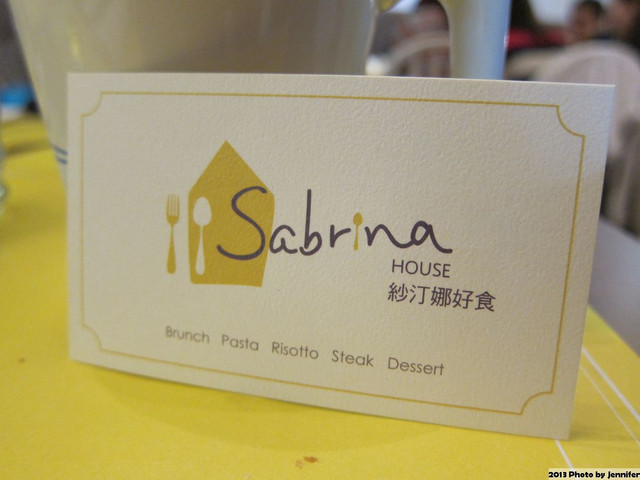 Sabrina
HOUSE
紗汀娜好食
Brunch Pasta Risotto Steak Dessert
2013 Photo by Jennifer